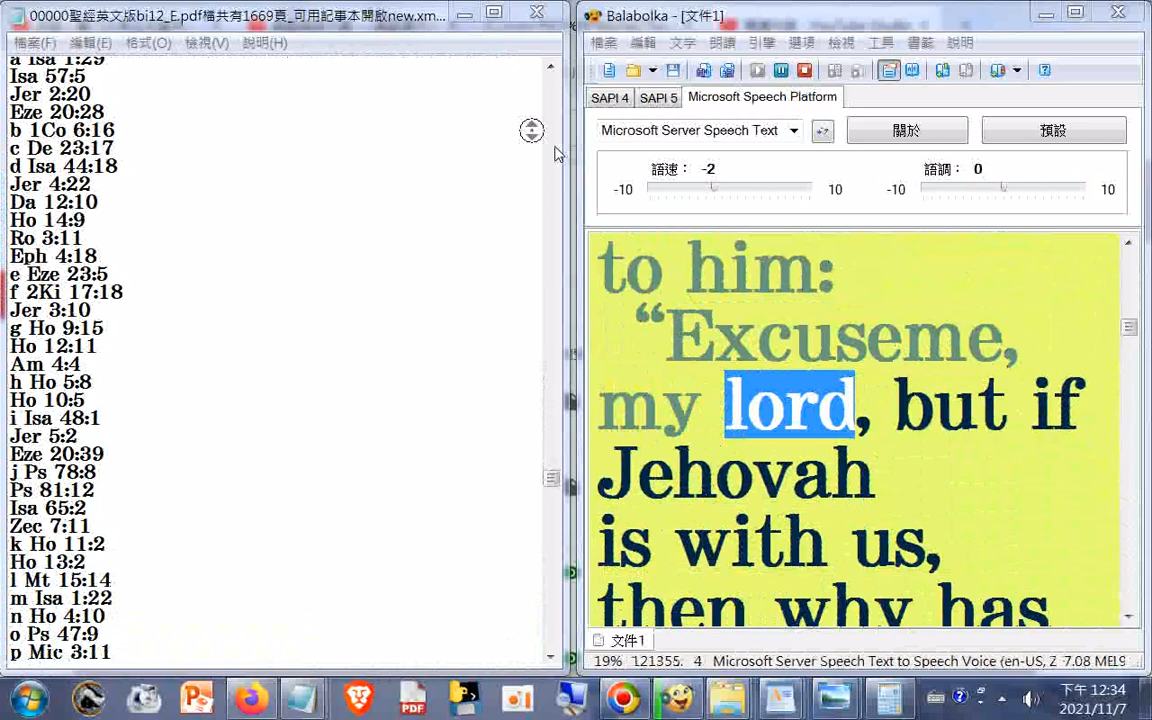 00000聖經英文版bi12_E.pdf檔共有1669頁_可用記事本開啟new.xm...
檔案(F) 編輯(E) 格式(O) 檢視(V) 說明(H)
a Isa 1:29
Isa 57:5
Jer 2:20
Eze 20:28
b 1Co 6:16
c De 23:17
d Isa 44:18
Jer 4:22
Da 12:10
Ho 14:9
Ro 3:11
Eph 4:18
e Eze 23:5
f 2Ki 17:18
Jer 3:10
g Ho 9:15
Ho 12:11
Am 4:4
h Ho 5:8
Ho 10:5
i Isa 48:1
Jer 5:2
Eze 20:39
j Ps 78:8
Ps 81:12
Isa 65:2
Zec 7:11
k Ho 11:2
Ho 13:2
l Mt 15:14
m Isa 1:22
n Ho 4:10
o Ps 47:9
p Mic 3:11
Balabolka - [文件1]
檔案 編輯 文字 朗讀 引擎 選項 檢視 工具 書籤 說明
SAPI 4 SAPI 5 Microsoft Speech Platform
Microsoft Server Speech Text 關於 預設
語速： -2 語調： 0
-10 10 -10 10
to him:
“Excuseme,
my lord, but if
Jehovah
is with us,
then why has
文件1
19% 121355. 4 Microsoft Server Speech Text to Speech Voice (en-US, Z 7.08 ME
下午 12:34
2021/11/7